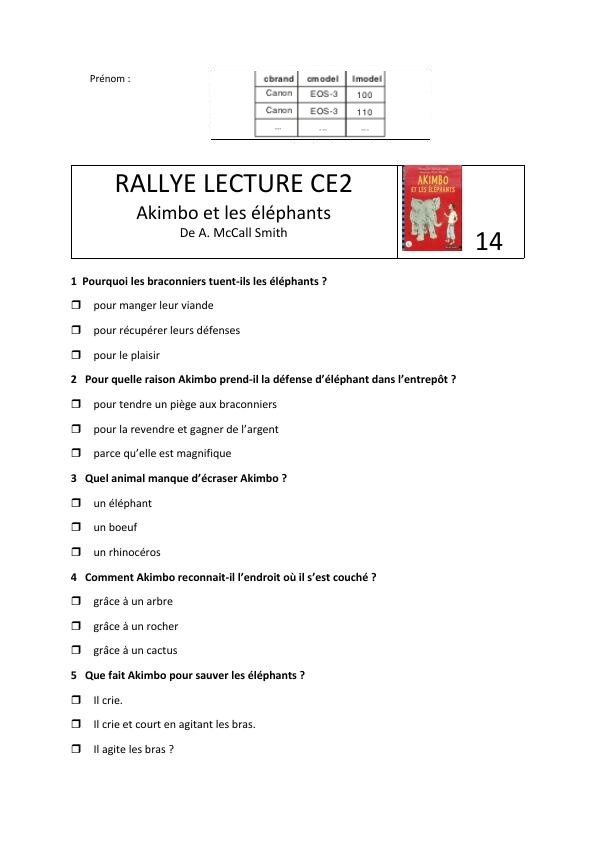 Prénom :
cbrand cmodel lmodel
Canon EOS-3 100
Canon EOS-3 110
... ... ...
RALLYE LECTURE CE2
Akimbo et les éléphants
De A. McCall Smith
AKIMBO
ET LES ÉLÉPHANTS
14
1 Pourquoi les braconniers tuent-ils les éléphants ?
❒ pour manger leur viande
❒ pour récupérer leurs défenses
❒ pour le plaisir
2 Pour quelle raison Akimbo prend-il la défense d’éléphant dans l’entrepôt ?
❒ pour tendre un piège aux braconniers
❒ pour la revendre et gagner de l’argent
❒ parce qu’elle est magnifique
3 Quel animal manque d’écraser Akimbo ?
❒ un éléphant
❒ un boeuf
❒ un rhinocéros
4 Comment Akimbo reconnait-il l’endroit où il s’est couché ?
❒ grâce à un arbre
❒ grâce à un rocher
❒ grâce à un cactus
5 Que fait Akimbo pour sauver les éléphants ?
❒ Il crie.
❒ Il crie et court en agitant les bras.
❒ Il agite les bras ?